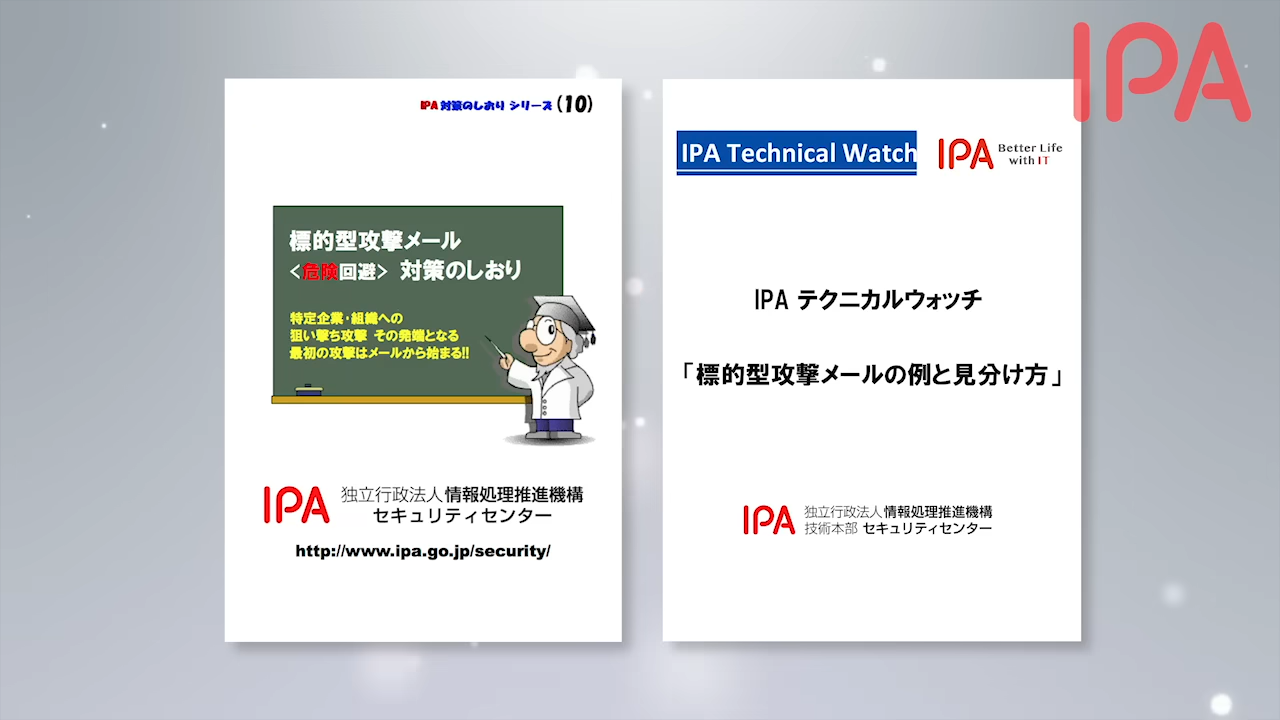 IPA
IPA 対策のしおり シリーズ (10)
標的型攻撃メール
<危険回避> 対策のしおり
特定企業・組織への
狙い撃ち攻撃 その発端となる
最初の攻撃はメールから始まる!!
IPA 独立行政法人情報処理推進機構
セキュリティセンター
http://www.ipa.go.jp/security/
IPA Technical Watch
IPA Better Life
with IT
IPA テクニカルウォッチ
「標的型攻撃メールの例と見分け方」
IPA 独立行政法人情報処理推進機構
技術本部 セキュリティセンター